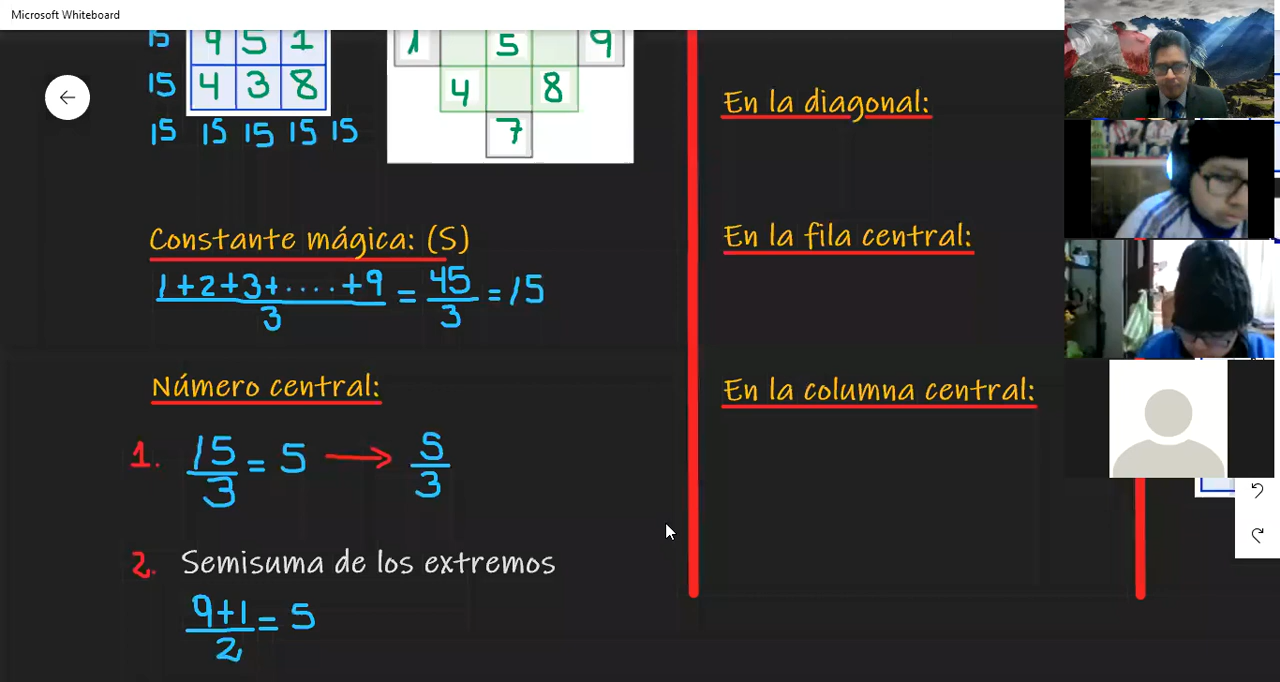 Microsoft Whiteboard
15 9 5 1
15 4 3 8
15 15 15 15 15
1 5 9
4 8
7
Constante mágica: (S)
1+2+3+....+9 = 45 = 15
3 3
Número central:
1. 15 = 5 → S
3 3
2. Semisuma de los extremos
9+1 = 5
2
En la diagonal:
En la fila central:
En la columna central: